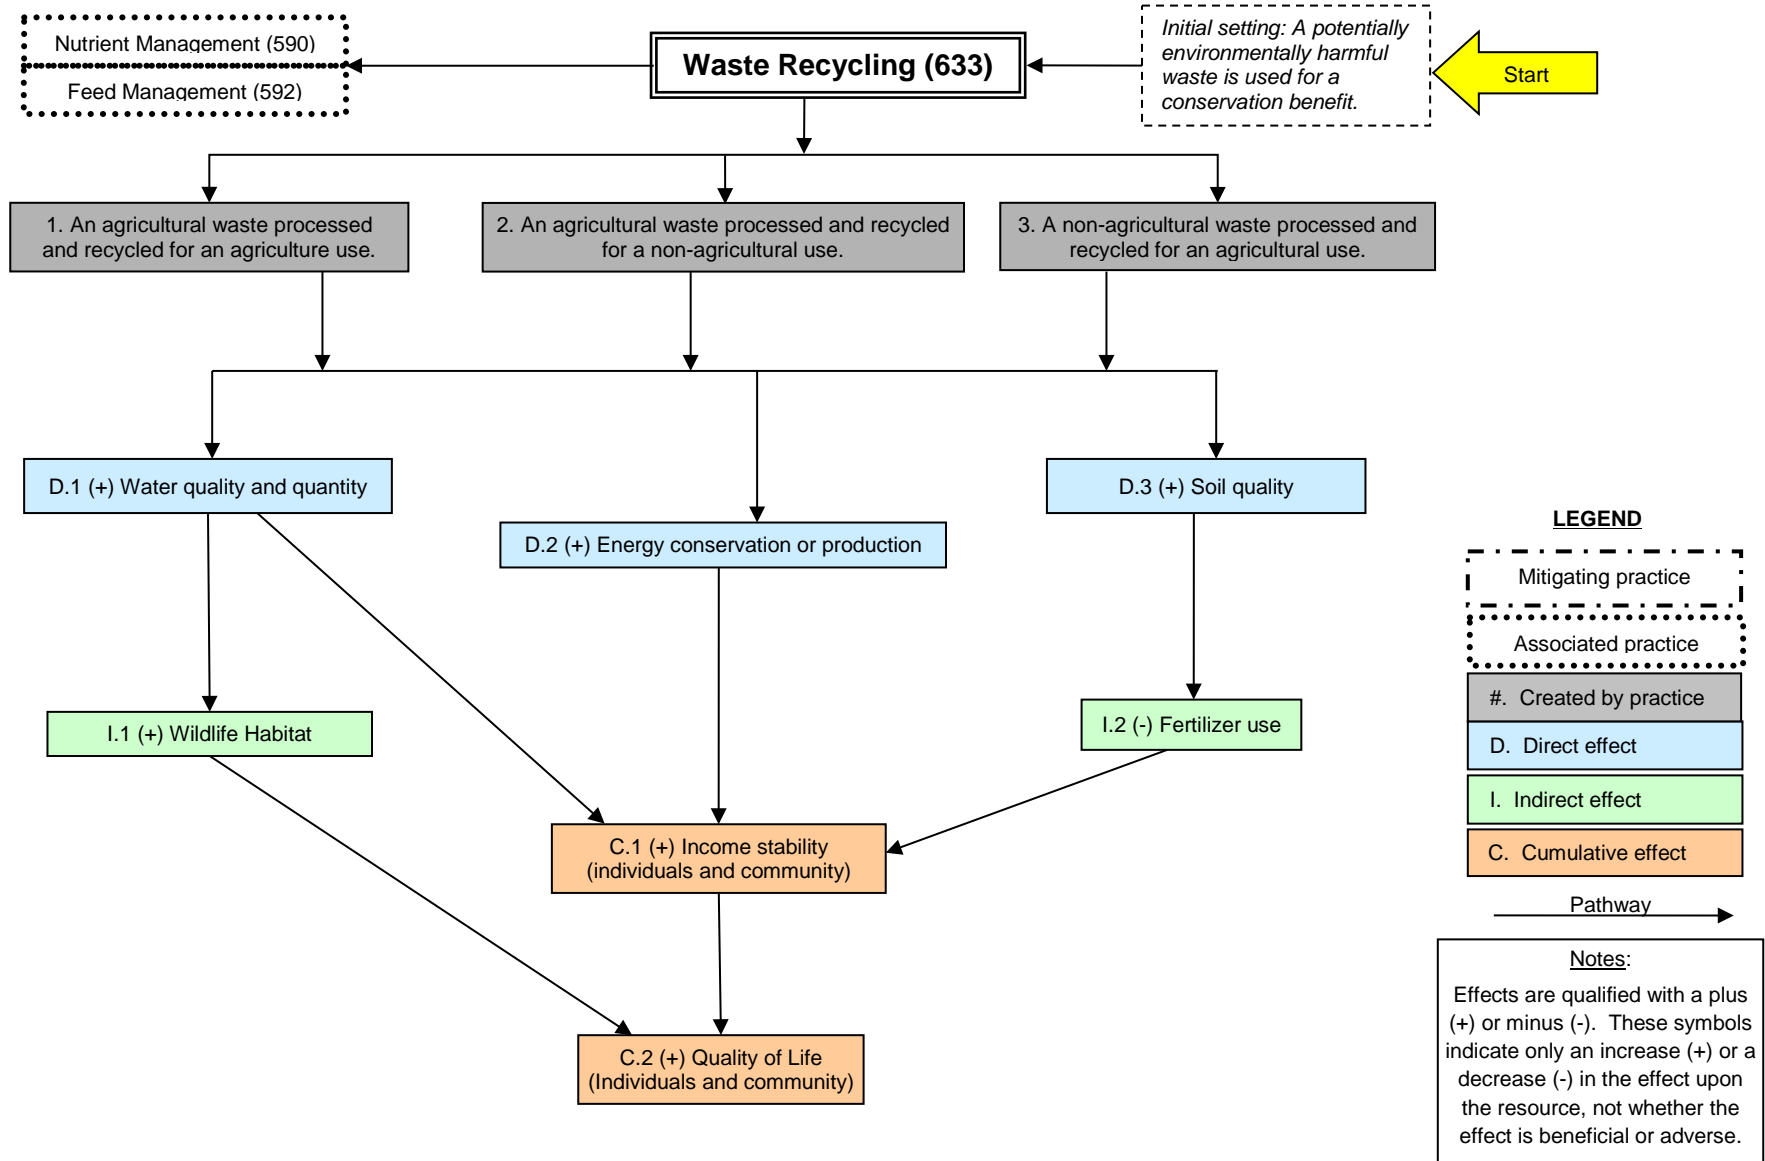 Nutrient Management (590)
Feed Management (592)
Waste Recycling (633)
Initial setting: A potentially
environmentally harmful
waste is used for a
conservation benefit.
Start
1. An agricultural waste processed
and recycled for an agriculture use.
2. An agricultural waste processed and recycled
for a non-agricultural use.
3. A non-agricultural waste processed and
recycled for an agricultural use.
D.1 (+) Water quality and quantity
D.2 (+) Energy conservation or production
D.3 (+) Soil quality
I.1 (+) Wildlife Habitat
I.2 (-) Fertilizer use
C.1 (+) Income stability
(individuals and community)
C.2 (+) Quality of Life
(Individuals and community)
LEGEND
Mitigating practice
Associated practice
#. Created by practice
D. Direct effect
I. Indirect effect
C. Cumulative effect
Pathway
Notes:
Effects are qualified with a plus
(+) or minus (-). These symbols
indicate only an increase (+) or a
decrease (-) in the effect upon
the resource, not whether the
effect is beneficial or adverse.